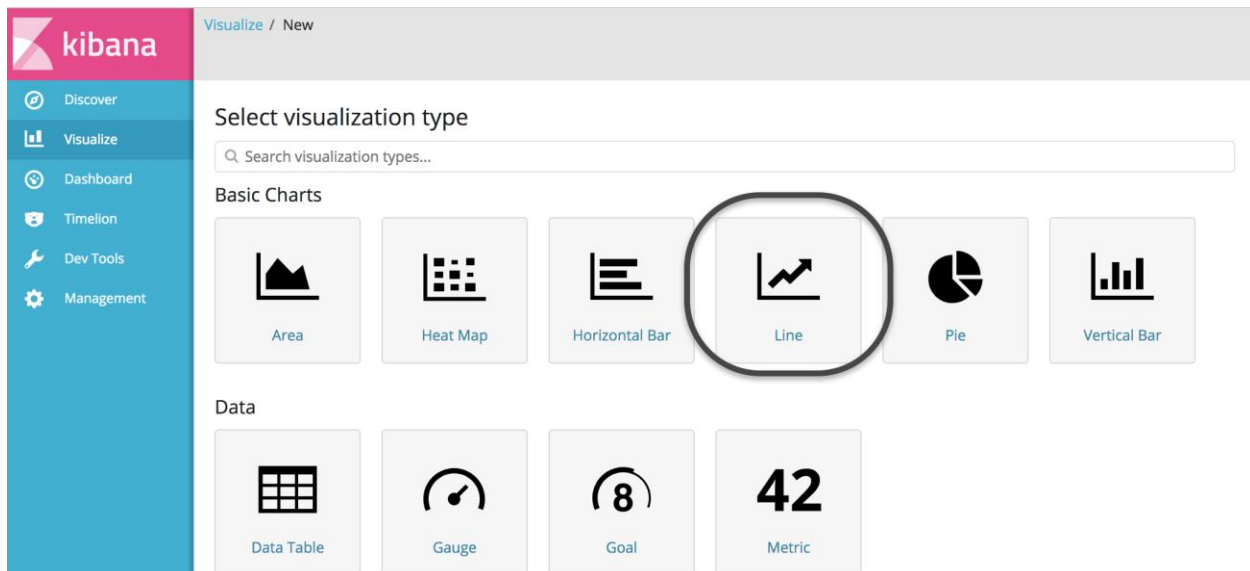 kibana
Visualize / New
Discover
Visualize
Dashboard
Timelion
Dev Tools
Management
Select visualization type
Search visualization types...
Basic Charts
Area
Heat Map
Horizontal Bar
Line
Pie
Vertical Bar
Data
8
42
Data Table
Gauge
Goal
Metric